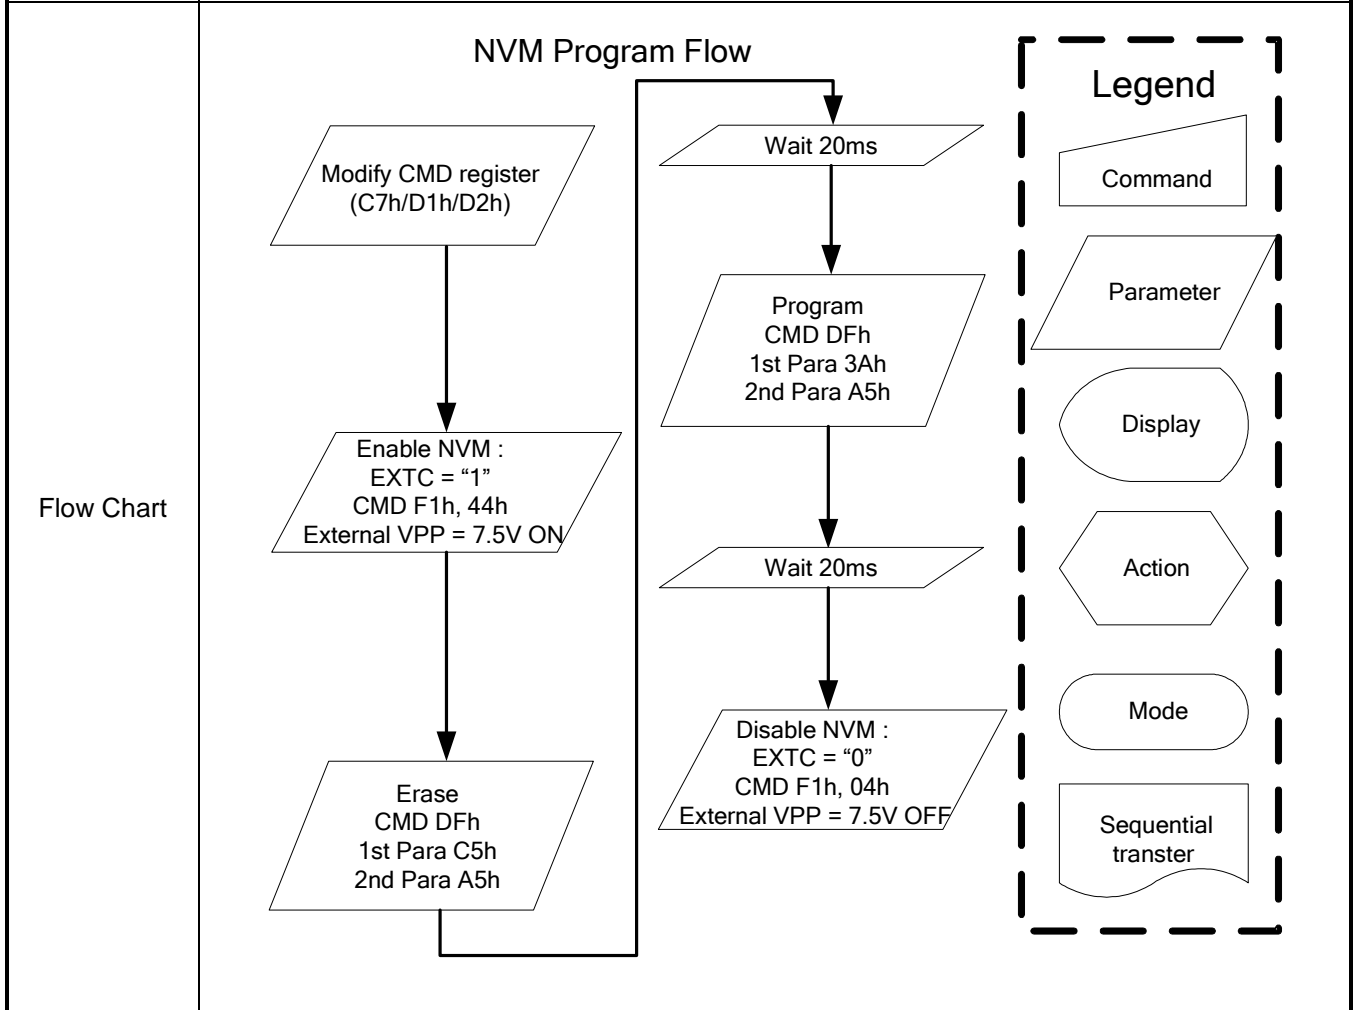 Flow Chart
NVM Program Flow
Modify CMD register
(C7h/D1h/D2h)
Enable NVM :
EXTC = “1”
CMD F1h, 44h
External VPP = 7.5V ON
Erase
CMD DFh
1st Para C5h
2nd Para A5h
Wait 20ms
Program
CMD DFh
1st Para 3Ah
2nd Para A5h
Wait 20ms
Disable NVM :
EXTC = “0”
CMD F1h, 04h
External VPP = 7.5V OFF
Legend
Command
Parameter
Display
Action
Mode
Sequential
transter